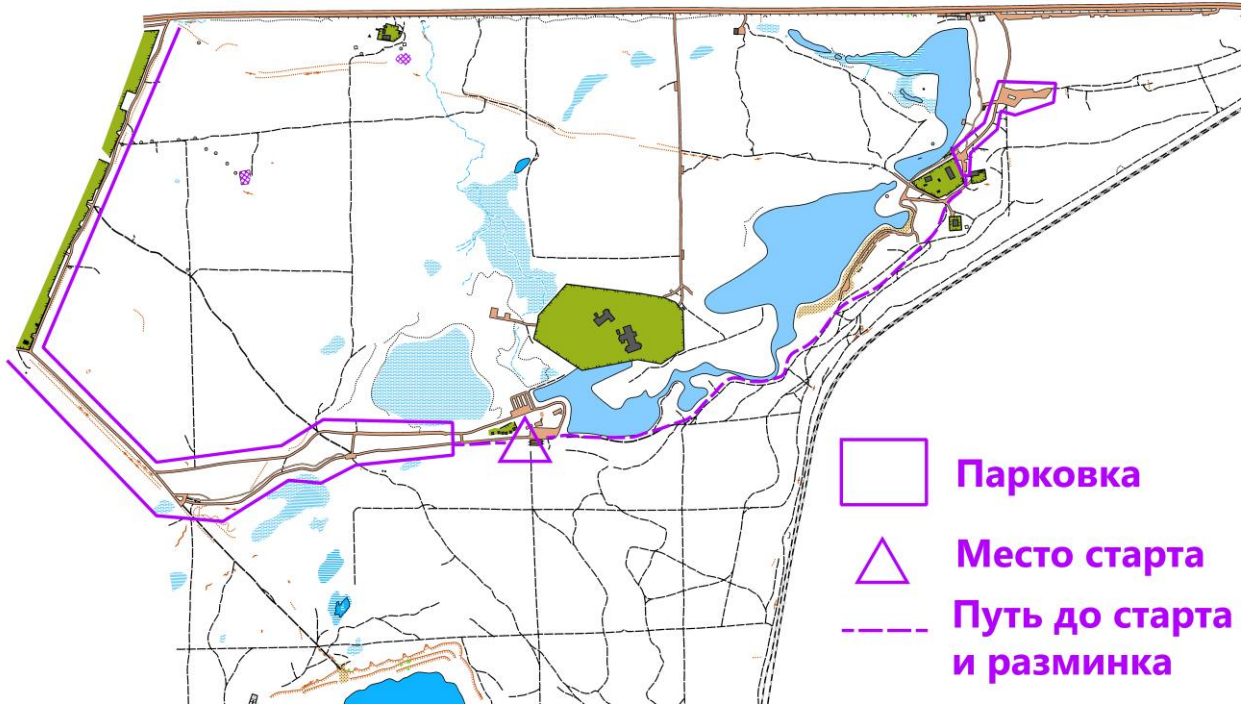 Парковка
Место старта
Путь до старта
и разминка